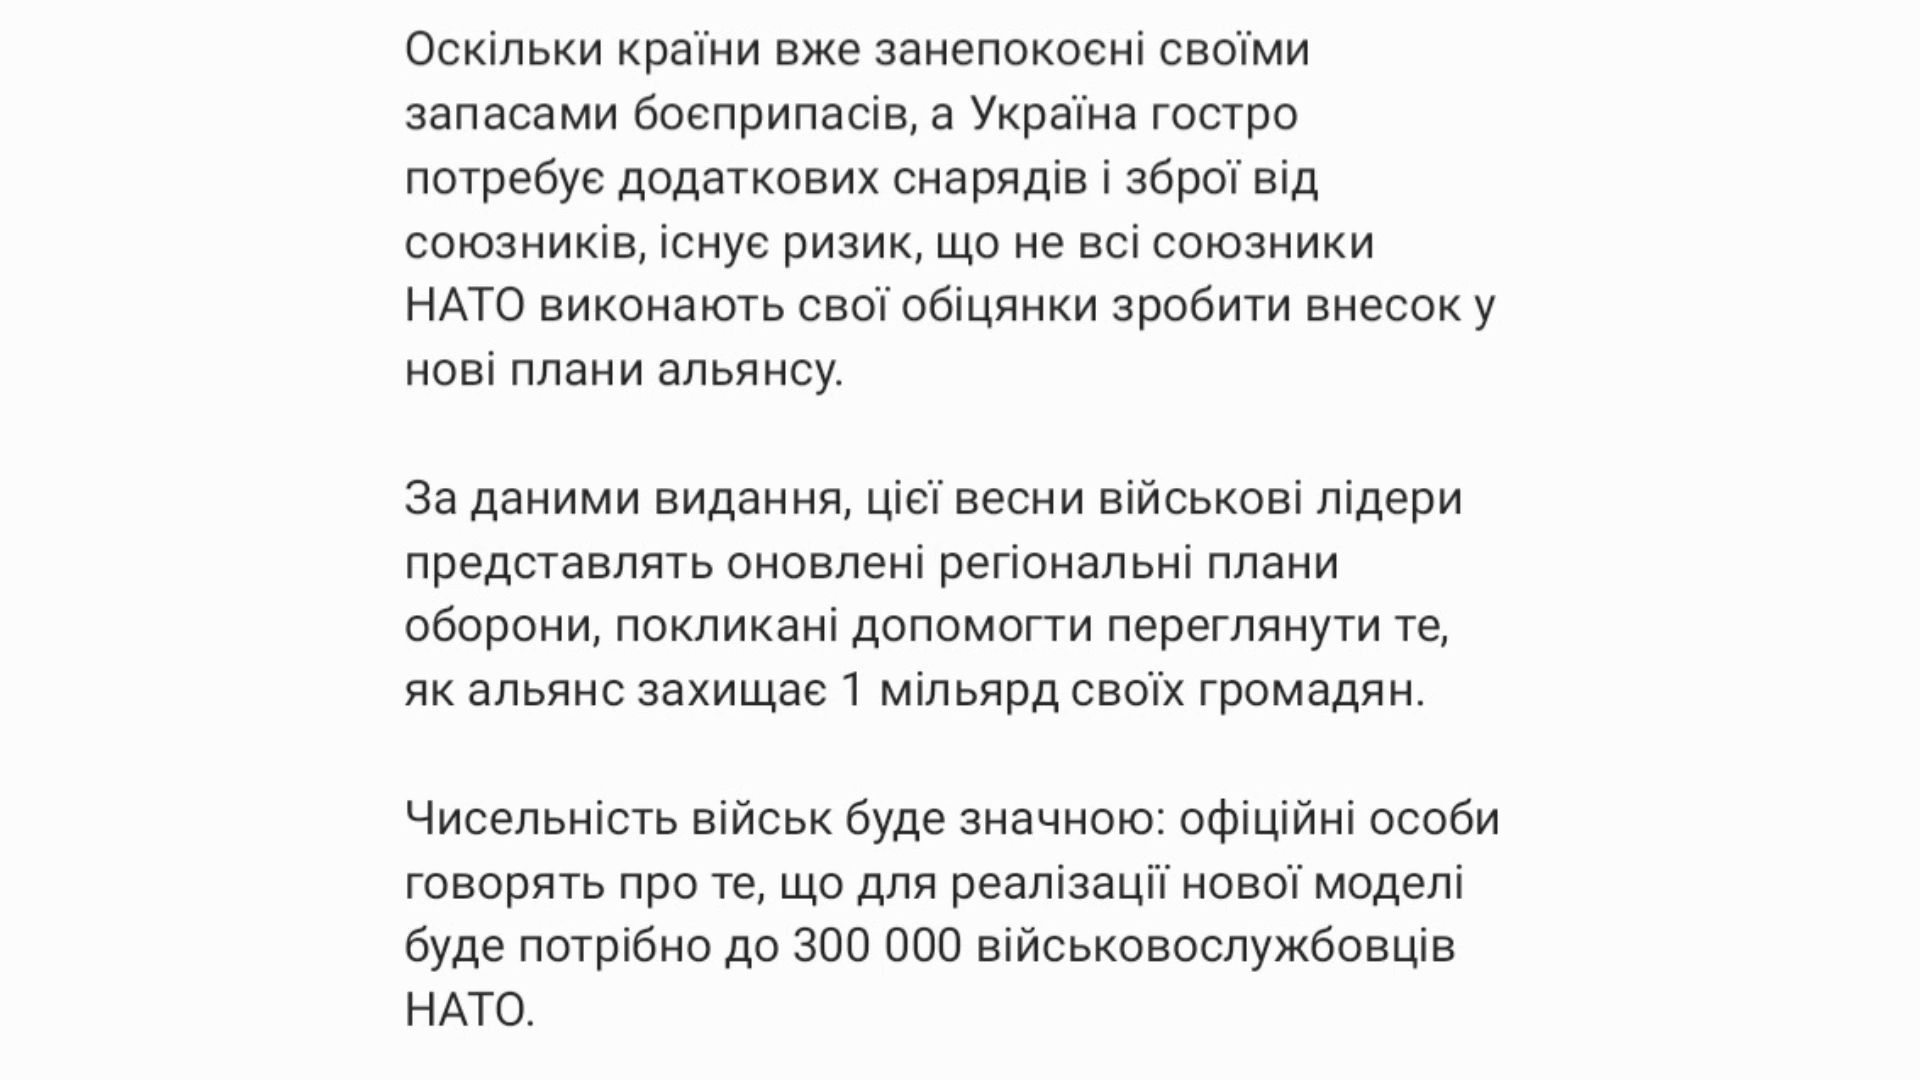 Оскільки країни вже занепокоєні своїми
запасами боєприпасів, а Україна гостро
потребує додаткових снарядів і зброї від
союзників, існує ризик, що не всі союзники
НАТО виконають свої обіцянки зробити внесок у
нові плани альянсу.
За даними видання, цієї весни військові лідери
представлять оновлені регіональні плани
оборони, покликані допомогти переглянути те,
як альянс захищає 1 мільярд своїх громадян.
Чисельність військ буде значною: офіційні особи
говорять про те, що для реалізації нової моделі
буде потрібно до 300 000 військовослужбовців
НАТО.